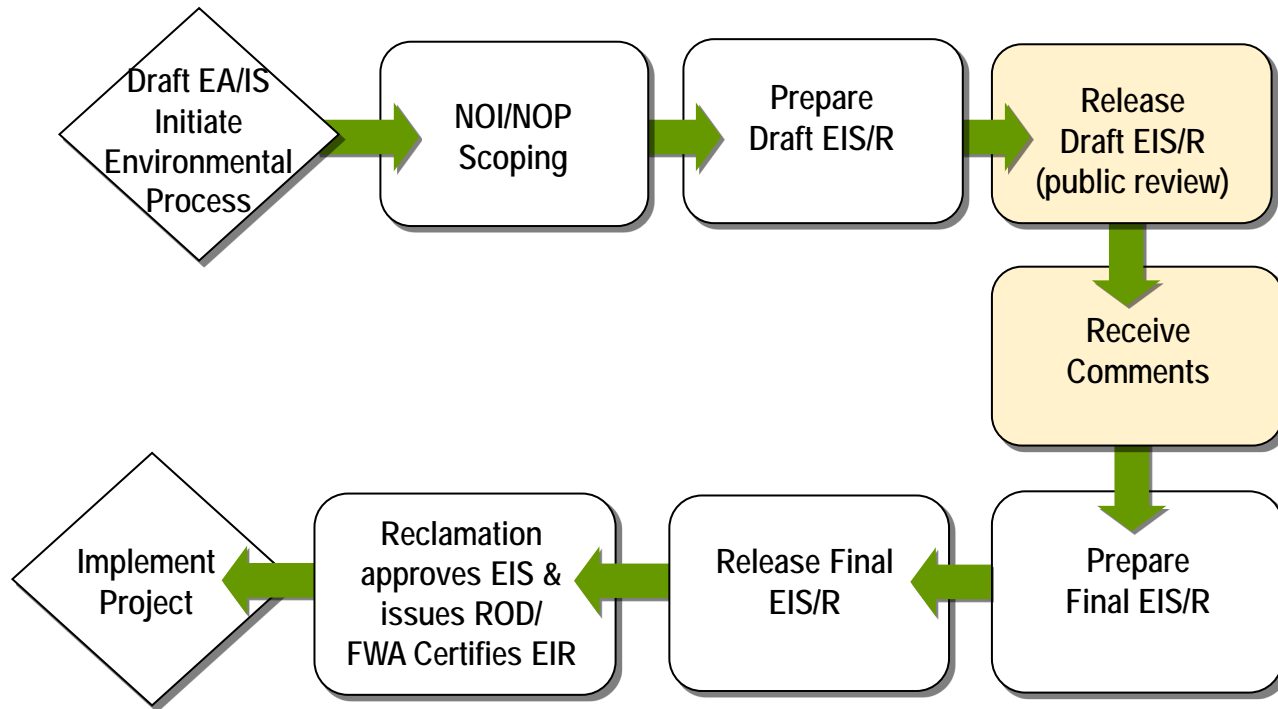 Draft EA/IS
Initiate
Environmental
Process
NOI/NOP
Scoping
Prepare
Draft EIS/R
Release
Draft EIS/R
(public review)
Receive
Comments
Prepare
Final EIS/R
Release Final
EIS/R
Reclamation
approves EIS &
issues ROD/
FWA Certifies EIR
Implement
Project